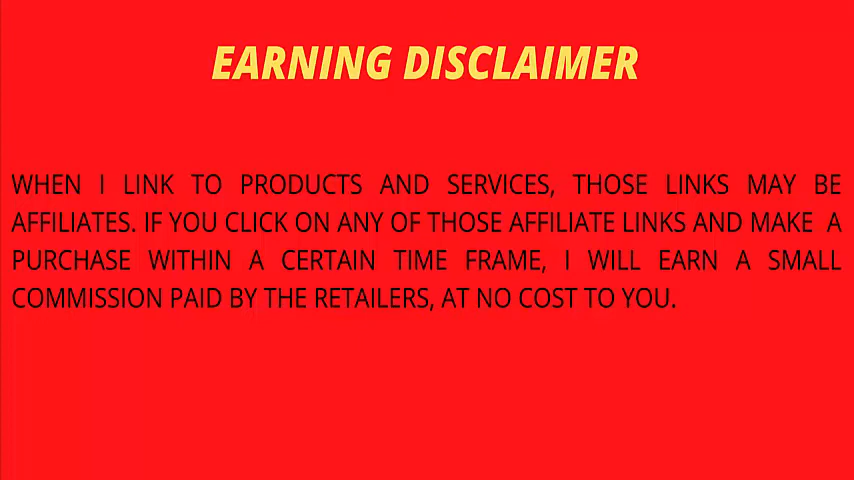 EARNING DISCLAIMER
WHEN I LINK TO PRODUCTS AND SERVICES, THOSE LINKS MAY BE
AFFILIATES. IF YOU CLICK ON ANY OF THOSE AFFILIATE LINKS AND MAKE A
PURCHASE WITHIN A CERTAIN TIME FRAME, I WILL EARN A SMALL
COMMISSION PAID BY THE RETAILERS, AT NO COST TO YOU.